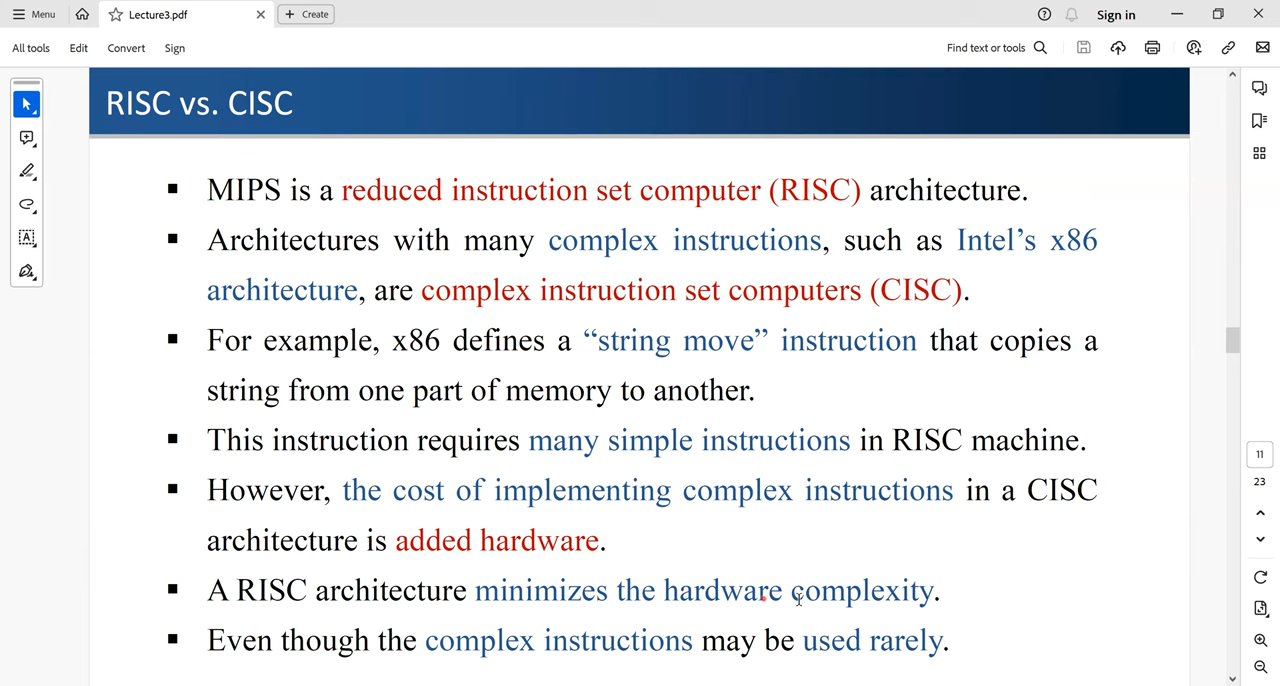 Menu
Lecture3.pdf
Create
Sign in
All tools Edit Convert Sign
Find text or tools
RISC vs. CISC
▪ MIPS is a reduced instruction set computer (RISC) architecture.
▪ Architectures with many complex instructions, such as Intel’s x86
architecture, are complex instruction set computers (CISC).
▪ For example, x86 defines a “string move” instruction that copies a
string from one part of memory to another.
▪ This instruction requires many simple instructions in RISC machine.
▪ However, the cost of implementing complex instructions in a CISC
architecture is added hardware.
▪ A RISC architecture minimizes the hardware complexity.
▪ Even though the complex instructions may be used rarely.
11
23